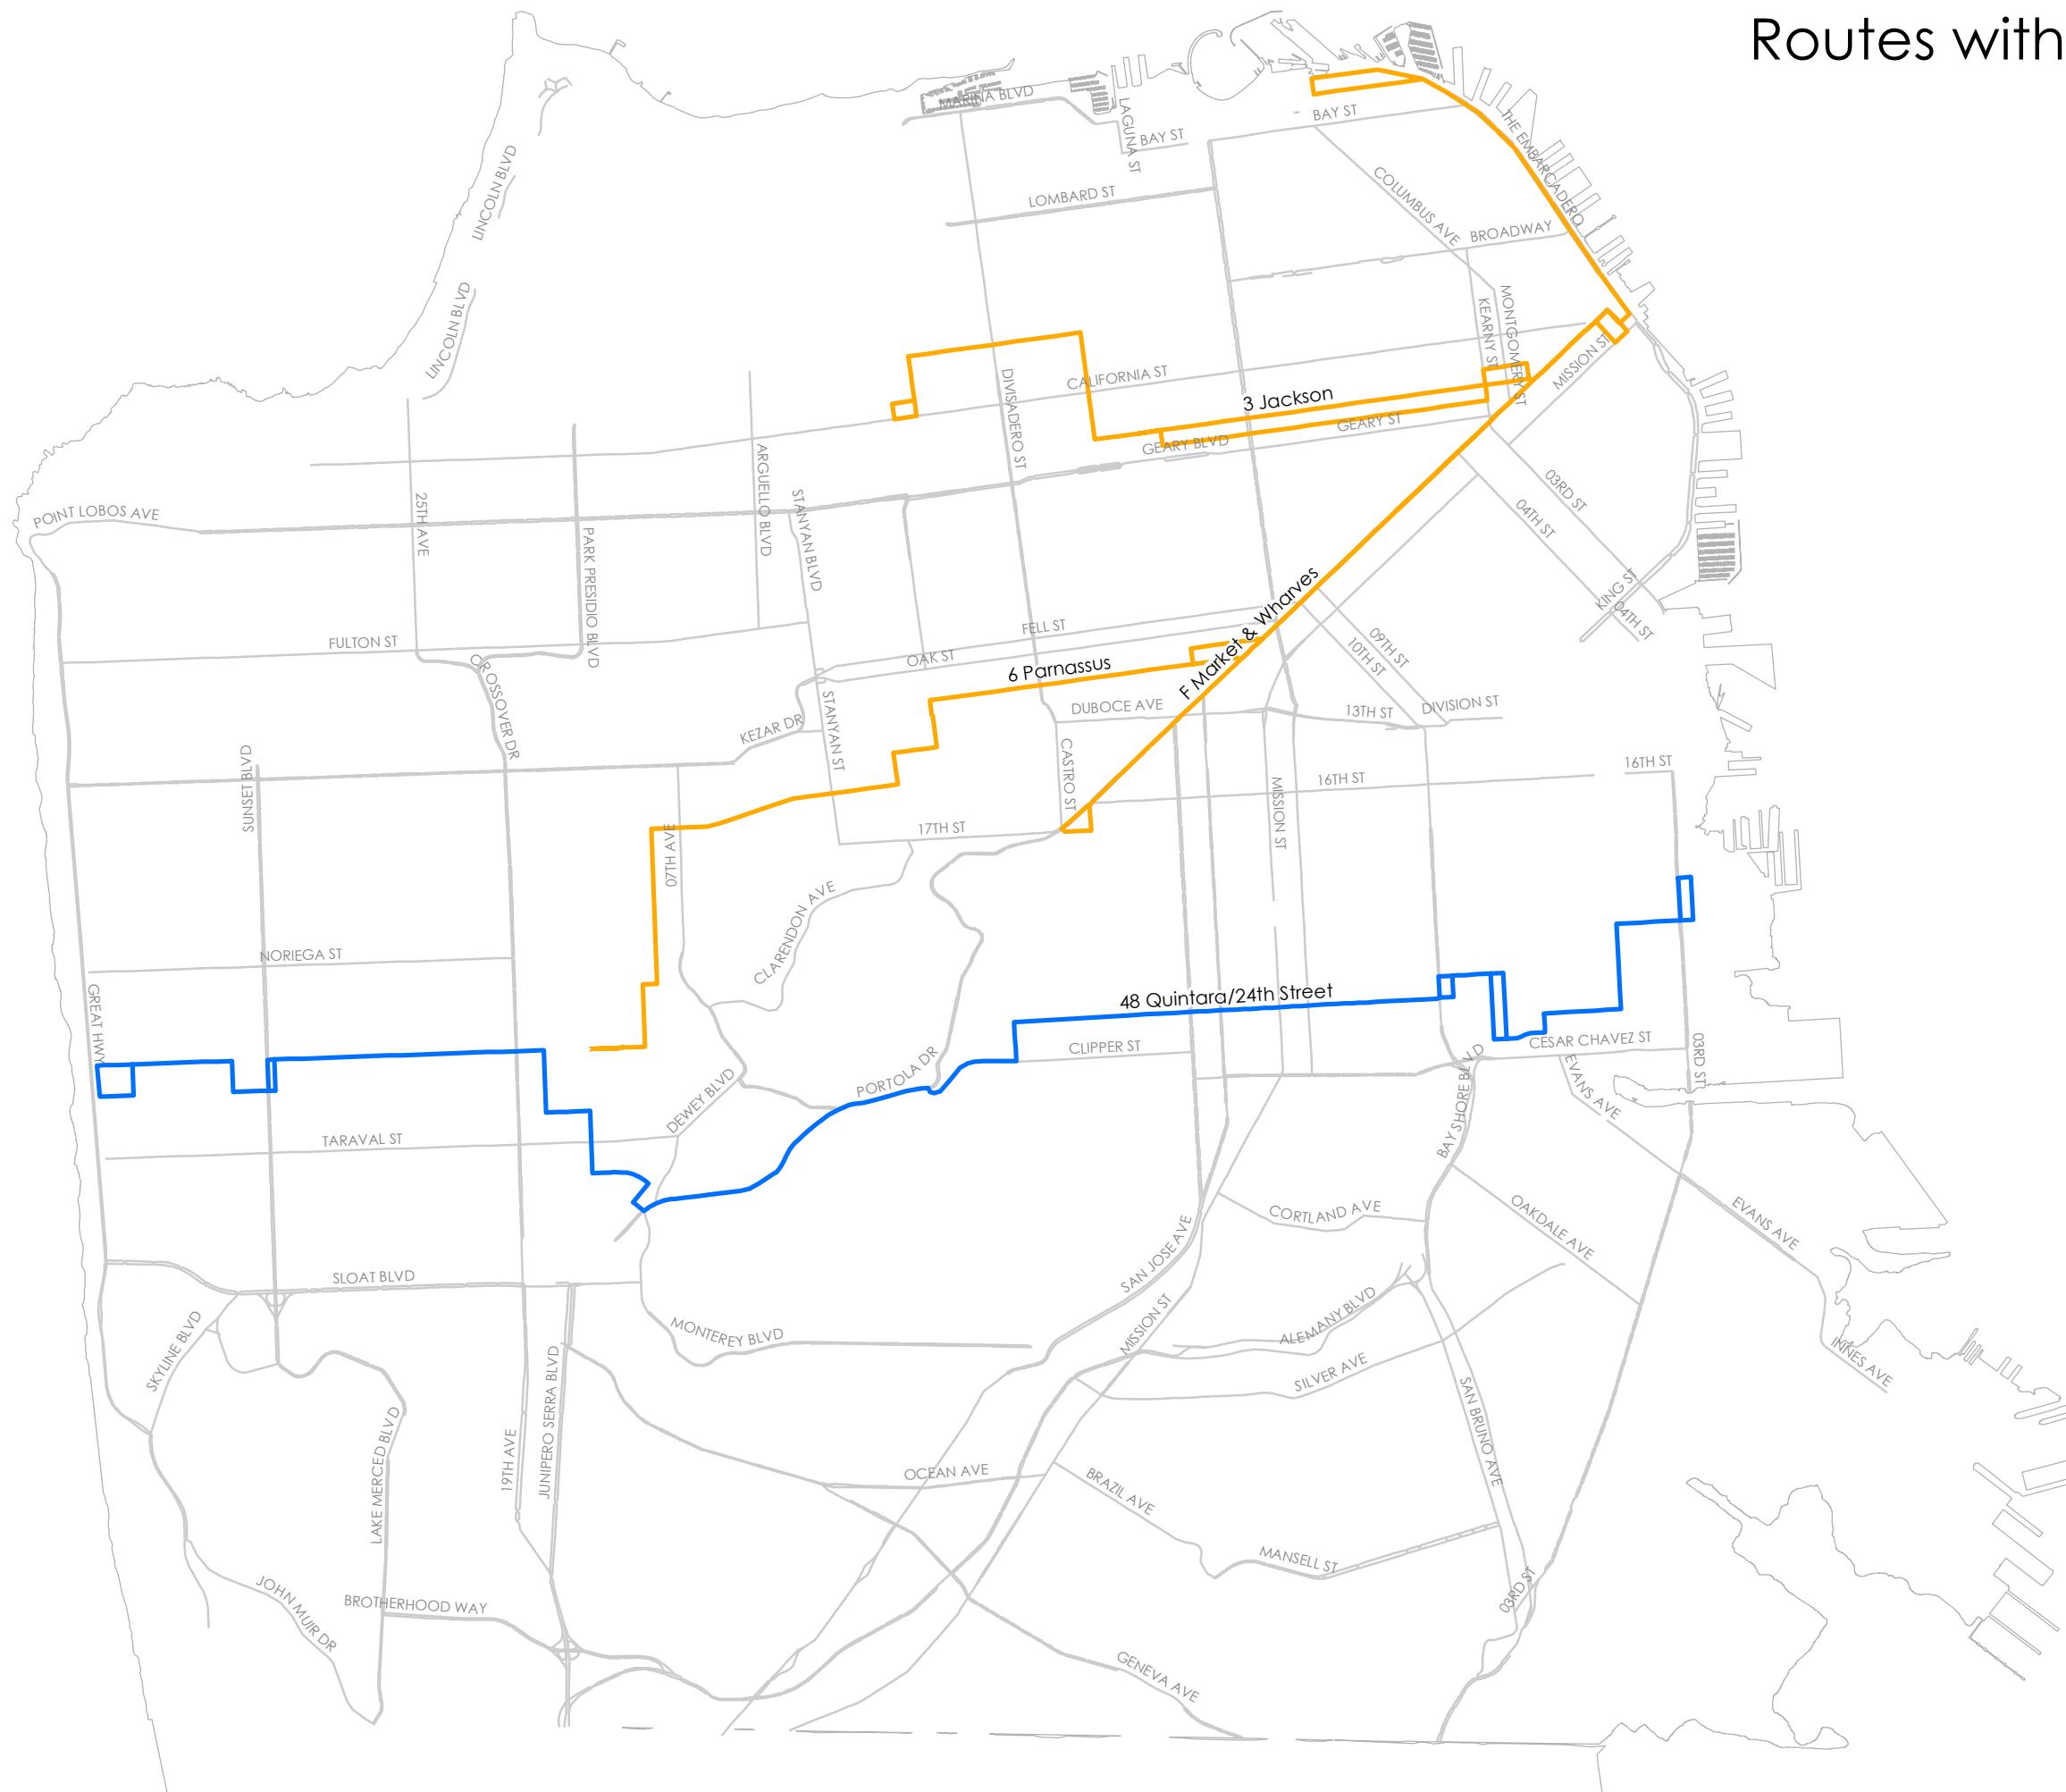 Routes with
MARINA BLVD
LAGUNA ST
BAY ST
BAY ST
THE EMBARCADERO
LINCOLN BLVD
LOMBARD ST
COLUMBUS AVE
BROADWAY
LINCOLN BLVD
KEARNY ST
MONTGOMERY ST
MISSION ST
CALIFORNIA ST
DIVISADERO ST
3 Jackson
GEARY ST
GEARY BLVD
ARGUELLO BLVD
STANYAN BLVD
03RD ST
04TH ST
POINT LOBOS AVE
25TH AVE
PARK PRESIDIO BLVD
KING ST
04TH ST
FULTON ST
FELL ST
OAK ST
F Market & Wharves
09TH ST
10TH ST
6 Parnassus
CROSSOVER DR
DUBOCE AVE
13TH ST
DIVISION ST
KEZAR DR
STANYAN ST
CASTRO ST
SUNSET BLVD
16TH ST
16TH ST
MISSION ST
17TH ST
07TH AVE
CLARENDON AVE
NORIEGA ST
GREAT HWY
48 Quintara/24th Street
CLIPPER ST
CESAR CHAVEZ ST
03RD ST
PORTOLA DR
DEWEY BLVD
EVANS AVE
BAY SHORE BLVD
TARAVAL ST
CORTLAND AVE
OAKDALE AVE
EVANS AVE
SAN JOSE AVE
SLOAT BLVD
SKYLINE BLVD
MONTEREY BLVD
MISSION ST
ALEMANY BLVD
SILVER AVE
INNES AVE
JUNIPERO SERRA BLVD
SAN BRUNO AVE
LAKE MERCED BLVD
19TH AVE
OCEAN AVE
BRAZIL AVE
MANSELL ST
03RD ST
JOHN MUIR DR
BROTHERHOOD WAY
GENEVA AVE